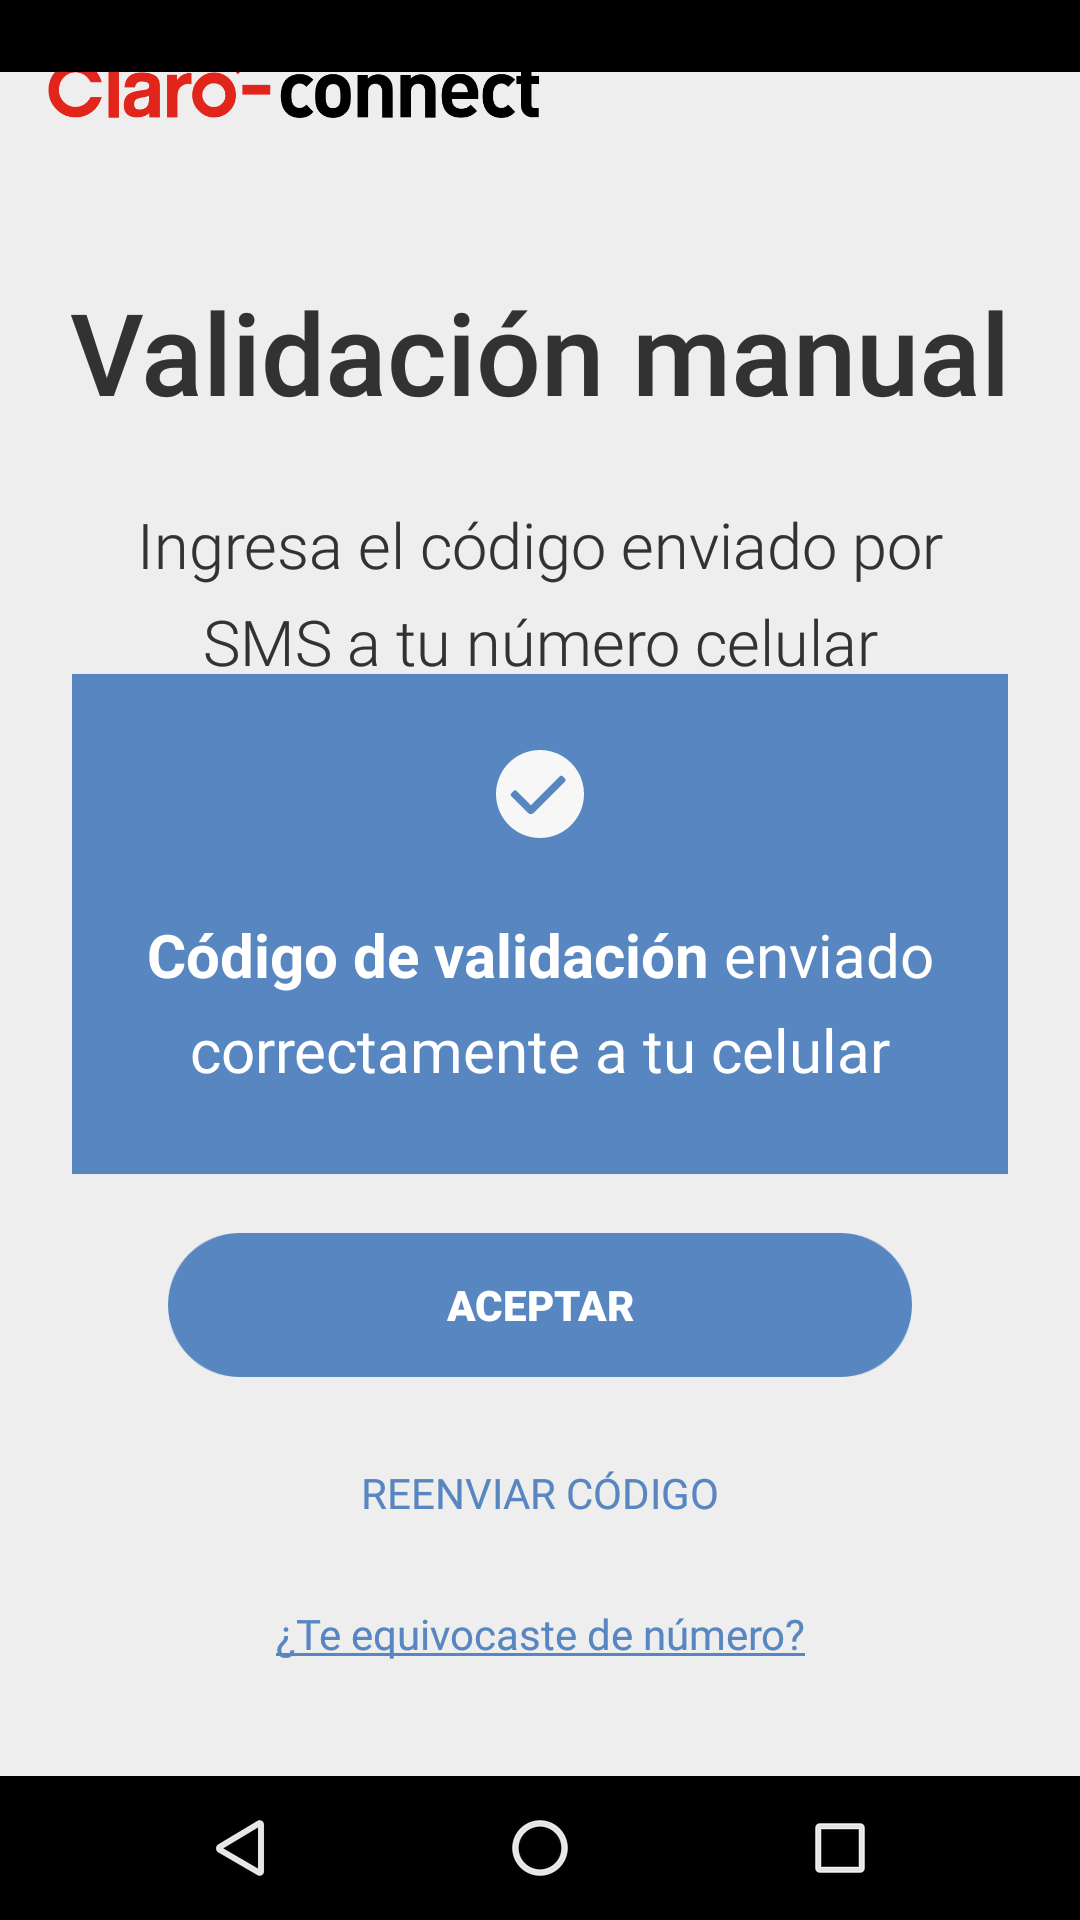 Claro-connect
Validación manual
Ingresa el código enviado por
SMS a tu número celular
Código de validación enviado
correctamente a tu celular
ACEPTAR
REENVIAR CÓDIGO
¿Te equivocaste de número?